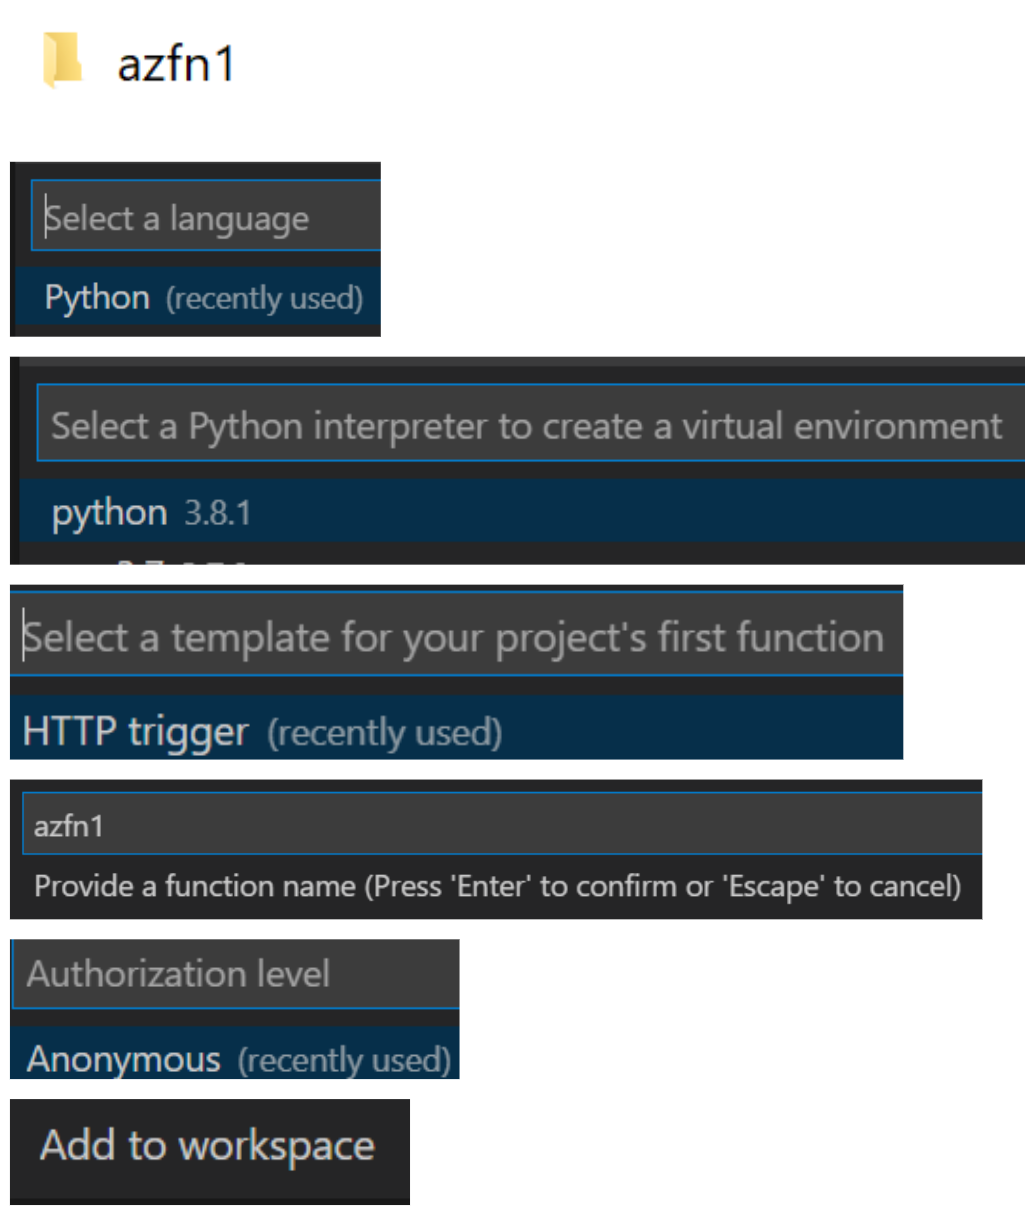 azfn1
Select a language
Python (recently used)
Select a Python interpreter to create a virtual environment
python 3.8.1
Select a template for your project's first function
HTTP trigger (recently used)
azfn1
Provide a function name (Press 'Enter' to confirm or 'Escape' to cancel)
Authorization level
Anonymous (recently used)
Add to workspace